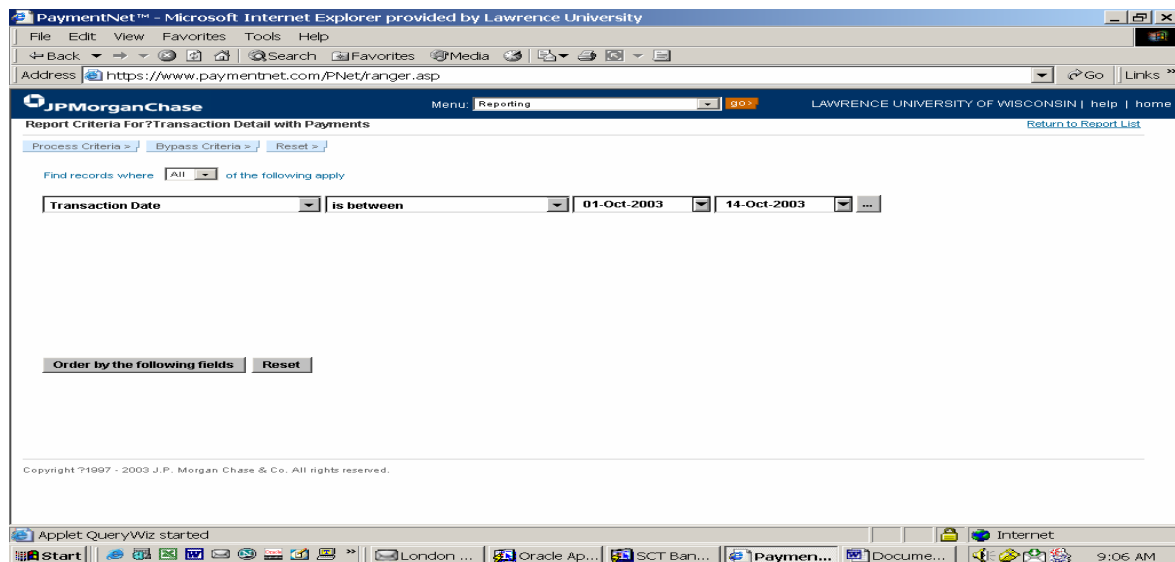 PaymentNet™ - Microsoft Internet Explorer provided by Lawrence University
File Edit View Favorites Tools Help
Back Search Favorites Media
Address https://www.paymentnet.com/PNet/ranger.asp Go Links »
JPMorganChase Menu: Reporting go> LAWRENCE UNIVERSITY OF WISCONSIN | help | home
Report Criteria For?Transaction Detail with Payments Return to Report List
Process Criteria > Bypass Criteria > Reset >
Find records where All of the following apply
Transaction Date is between 01-Oct-2003 14-Oct-2003 ...
Order by the following fields Reset
Copyright ?1997 - 2003 J.P. Morgan Chase & Co. All rights reserved.
Applet QueryWiz started Internet
Start » London ... Oracle Ap... SCT Ban... Paymen... Docume... 9:06 AM